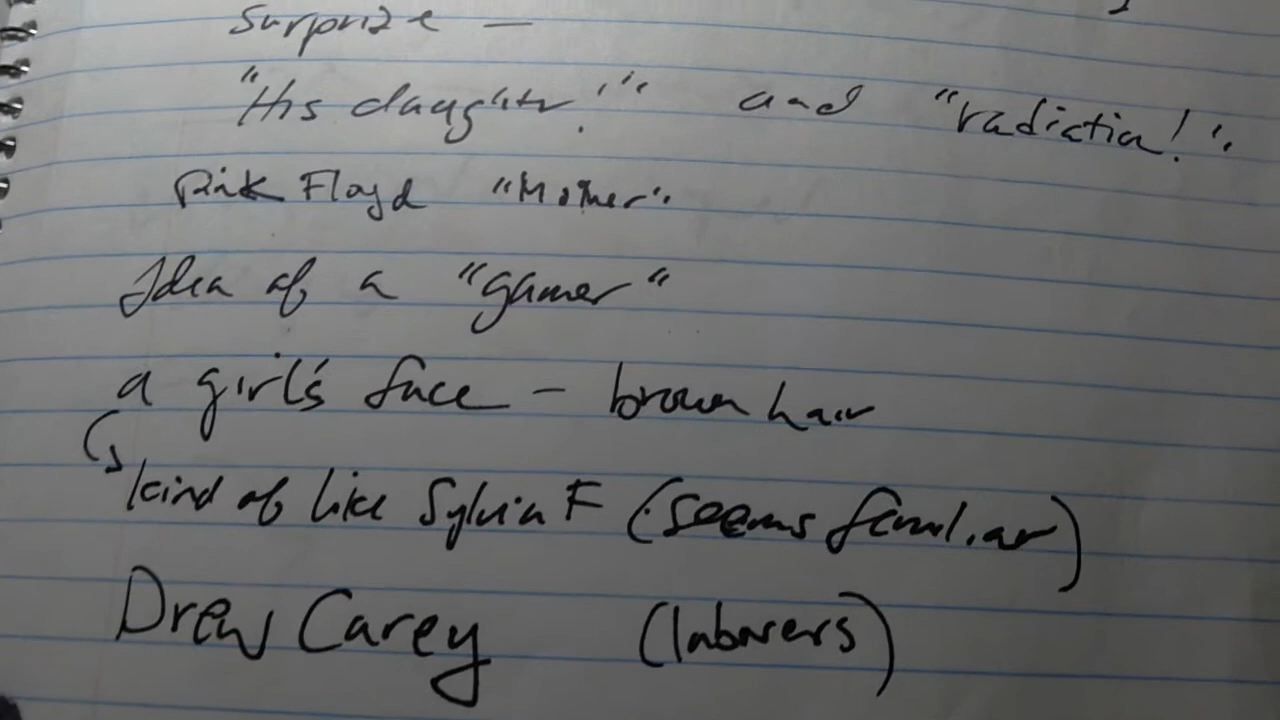 Surprize —
"His daughter!" and "radiation!"
Pink Floyd "Mother".
Idea of a "gamer"
a girl's face - brown hair
kind of like Sylvia F (seems familiar)
Drew Carey (laborers)